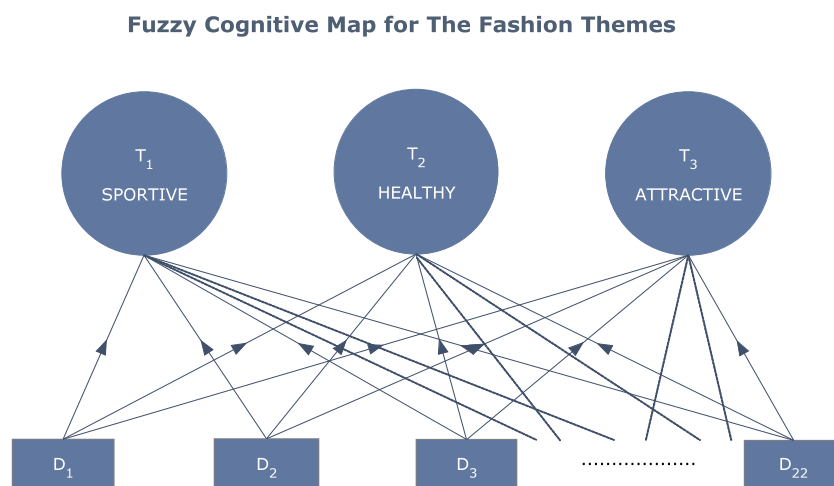 Fuzzy Cognitive Map for The Fashion Themes
T1
SPORTIVE
T2
HEALTHY
T3
ATTRACTIVE
D1
D2
D3
...................
D22